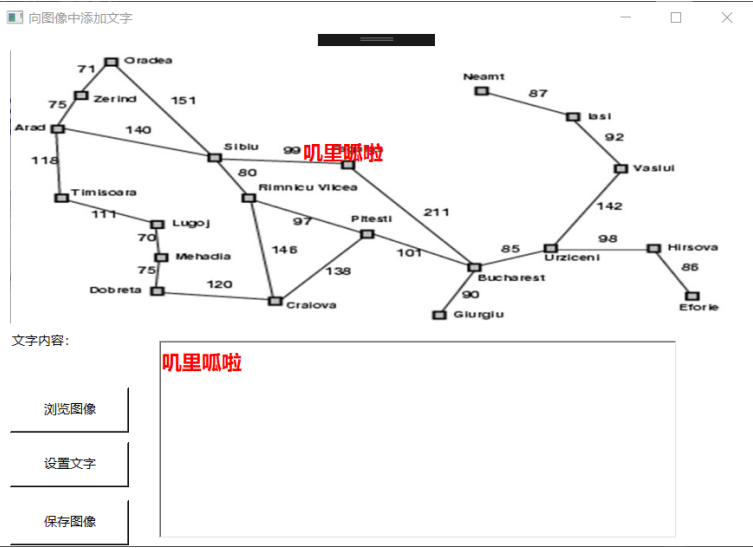 向图像中添加文字
Oradea
71
Neamt
87
Zerind
151
75
Iasi
Arad
140
92
Sibiu
99
叽里呱啦
118
80
Vaslui
Timisoara
Rimnicu Vilcea
111
Lugoj
97
Pitesti
211
142
70
146
98
Mehadia
101
85
Hirsova
75
138
Urziceni
86
Dobreta
120
Bucharest
90
Craiova
Giurgiu
Eforie
文字内容:
叽里呱啦
浏览图像
设置文字
保存图像